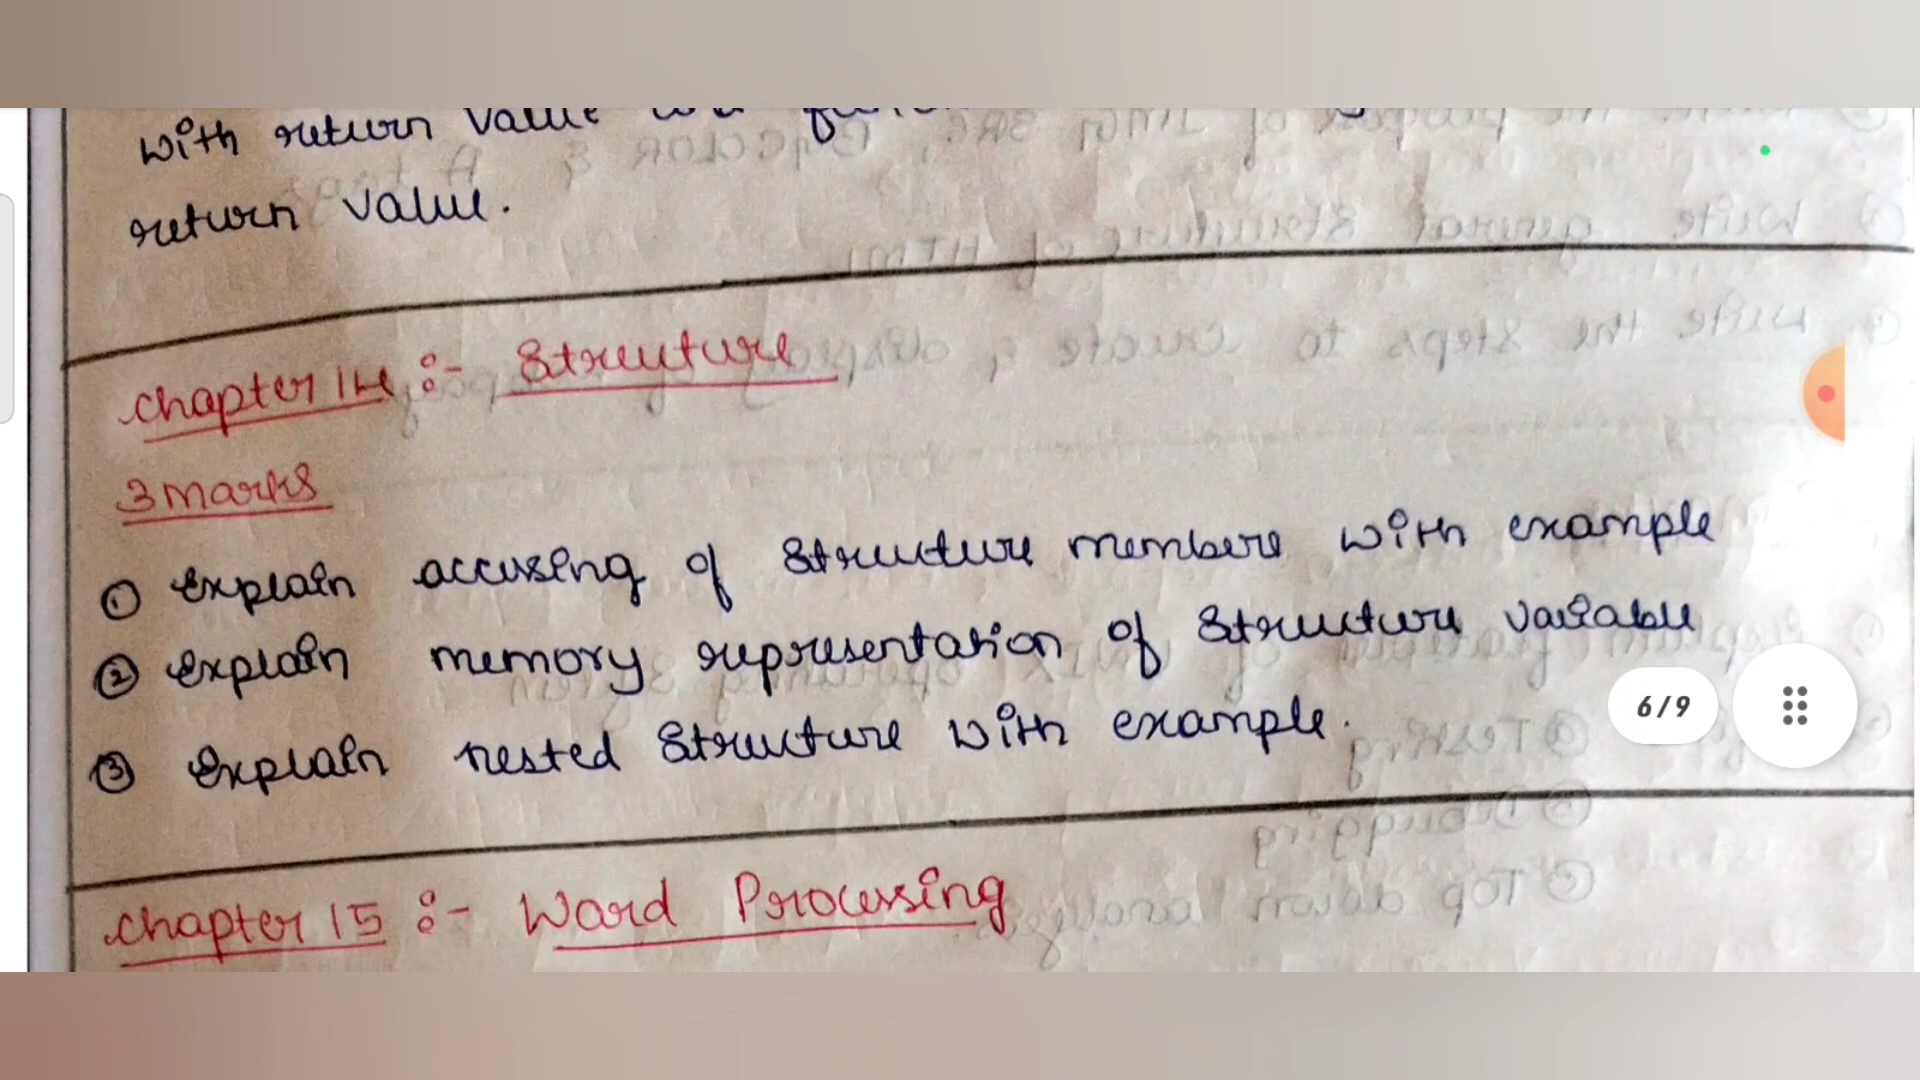 with return value
return value.
chapter 14 :- Structure
3 marks
① Explain accessing of structure members with example
② Explain memory representation of structure variable
③ Explain nested structure with example.
6/9
chapter 15 :- Word Processing